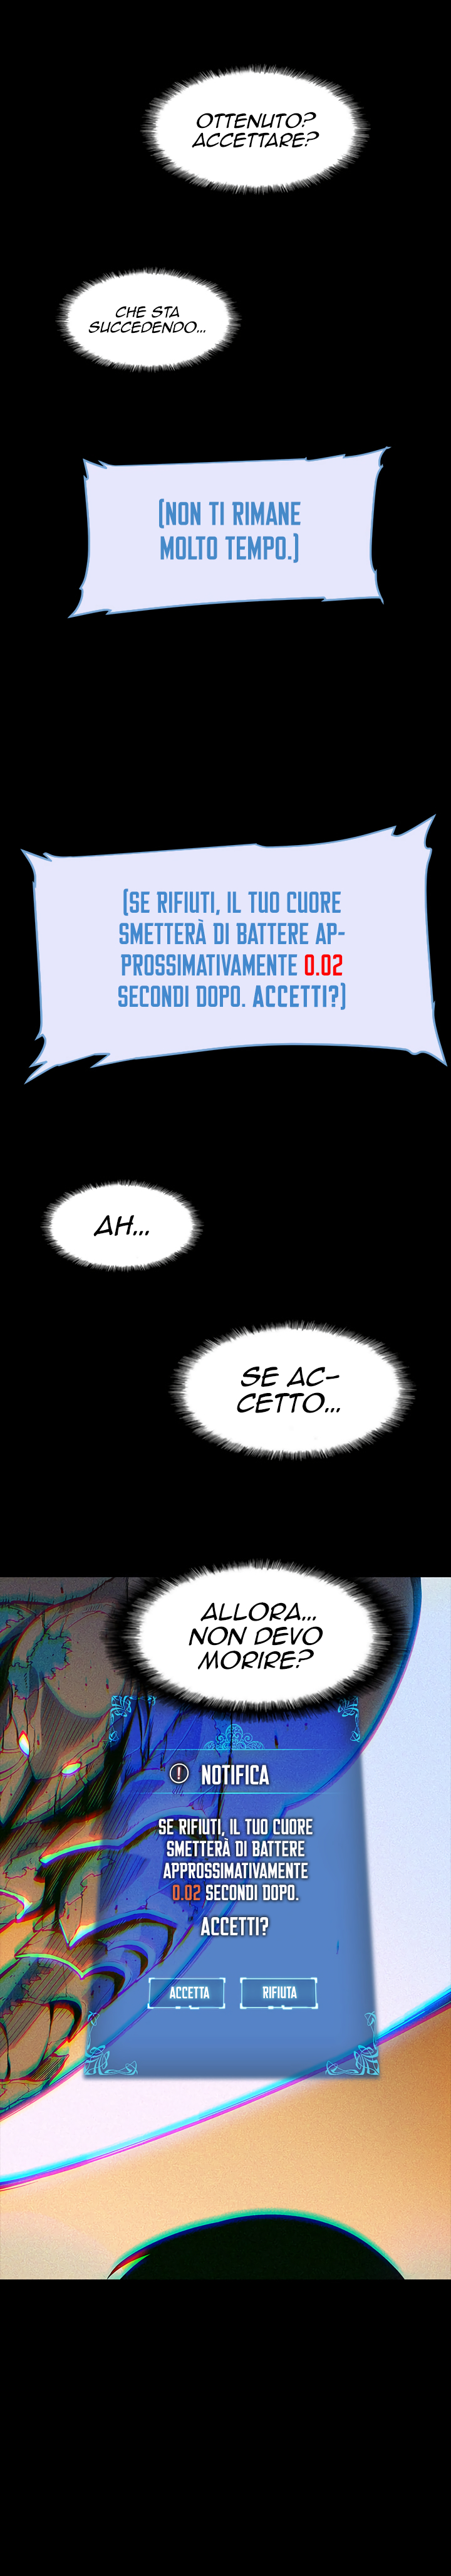 OTTENUTO?
ACCETTARE?
CHE STA
SUCCEDENDO...
(NON TI RIMANE
MOLTO TEMPO.)
(SE RIFIUTI, IL TUO CUORE
SMETTERÀ DI BATTERE AP-
PROSSIMATIVAMENTE 0.02
SECONDI DOPO. ACCETTI?)
AH...
SE AC-
CETTO...
ALLORA...
NON DEVO
MORIRE?
! NOTIFICA
SE RIFIUTI, IL TUO CUORE
SMETTERÀ DI BATTERE
APPROSSIMATIVAMENTE
0.02 SECONDI DOPO.
ACCETTI?
ACCETTA RIFIUTA